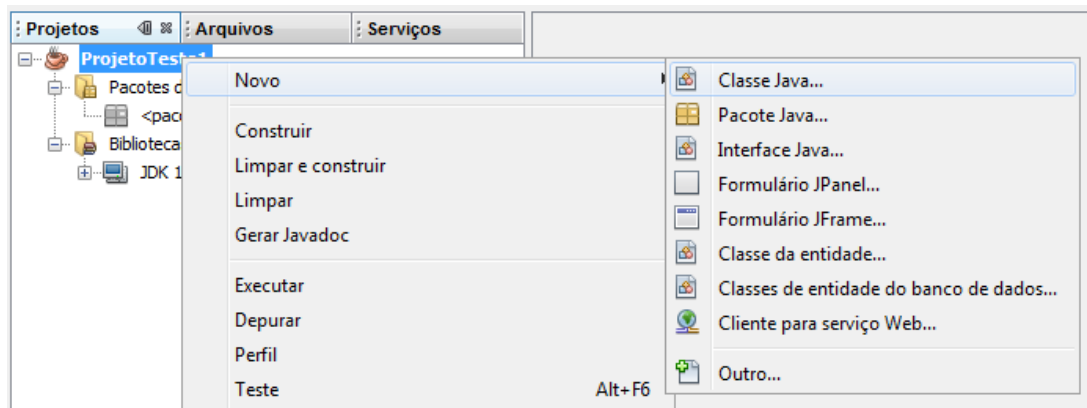 Projetos
Arquivos
Serviços
ProjetoTeste1
Pacotes d
<paco
Biblioteca
JDK 1
Novo
Construir
Limpar e construir
Limpar
Gerar Javadoc
Executar
Depurar
Perfil
Teste Alt+F6
Classe Java...
Pacote Java...
Interface Java...
Formulário JPanel...
Formulário JFrame...
Classe da entidade...
Classes de entidade do banco de dados...
Cliente para serviço Web...
Outro...